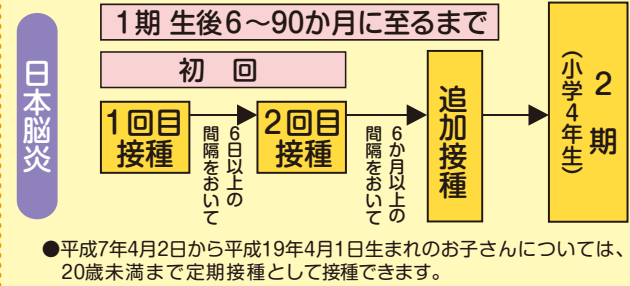 日本脳炎
1期 生後6~90か月に至るまで
初 回
1回目
接種
6日以上の
間隔をおいて
2回目
接種
6か月以上の
間隔をおいて
追加接種
2期
(小学4年生)
●平成7年4月2日から平成19年4月1日生まれのお子さんについては、
20歳未満まで定期接種として接種できます。